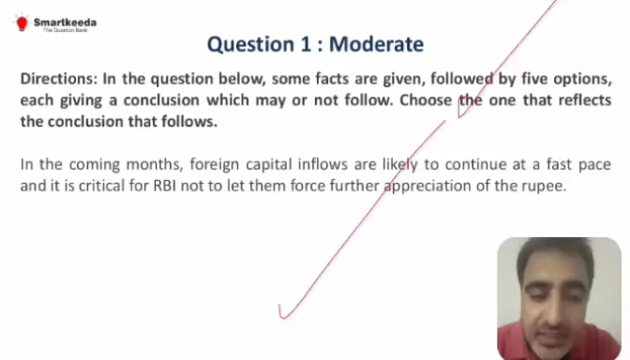 Smartkeeda
The Question Bank
Question 1 : Moderate
Directions: In the question below, some facts are given, followed by five options,
each giving a conclusion which may or not follow. Choose the one that reflects
the conclusion that follows.
In the coming months, foreign capital inflows are likely to continue at a fast pace
and it is critical for RBI not to let them force further appreciation of the rupee.